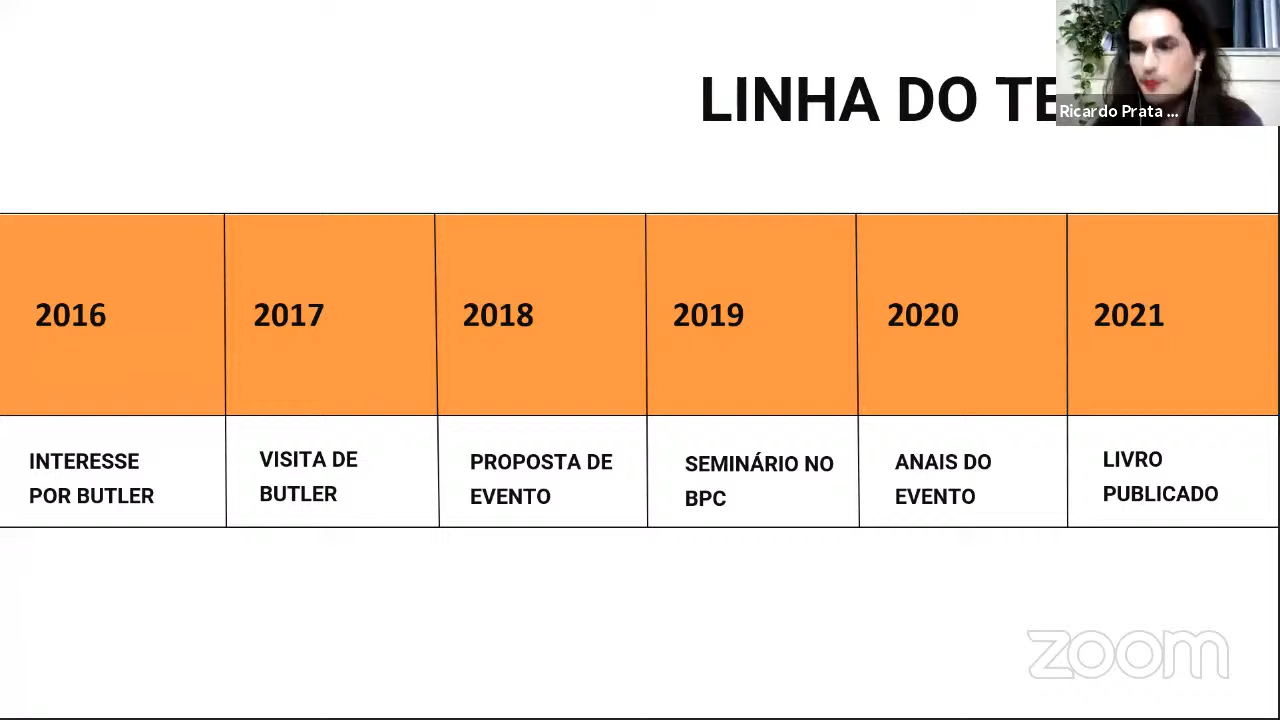 LINHA DO TE
Ricardo Prata ...
2016 2017 2018 2019 2020 2021
INTERESSE
POR BUTLER
VISITA DE
BUTLER
PROPOSTA DE
EVENTO
SEMINÁRIO NO
BPC
ANAIS DO
EVENTO
LIVRO
PUBLICADO
zoom